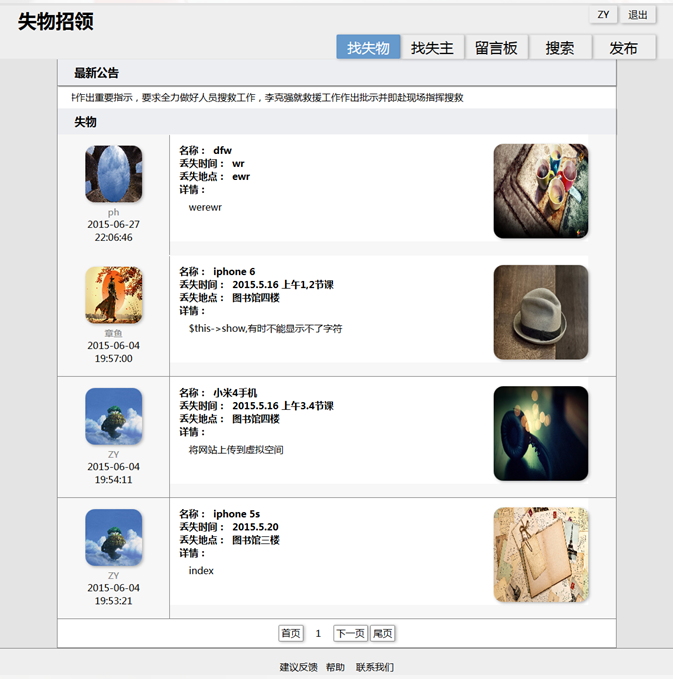 失物招领
ZY 退出
找失物 找失主 留言板 搜索 发布
最新公告
作出重要指示，要求全力做好人员搜救工作，李克强就救援工作作出批示并即赴现场指挥搜救
失物
ph
2015-06-27
22:06:46
名称： dfw
丢失时间： wr
丢失地点： ewr
详情：
werewr
章鱼
2015-06-04
19:57:00
名称： iphone 6
丢失时间： 2015.5.16 上午1,2节课
丢失地点： 图书馆四楼
详情：
$this->show,有时不能显示不了字符
ZY
2015-06-04
19:54:11
名称： 小米4手机
丢失时间： 2015.5.16 上午3.4节课
丢失地点： 图书馆四楼
详情：
将网站上传到虚拟空间
ZY
2015-06-04
19:53:21
名称： iphone 5s
丢失时间： 2015.5.20
丢失地点： 图书馆三楼
详情：
index
首页 1 下一页 尾页
建议反馈 帮助 联系我们